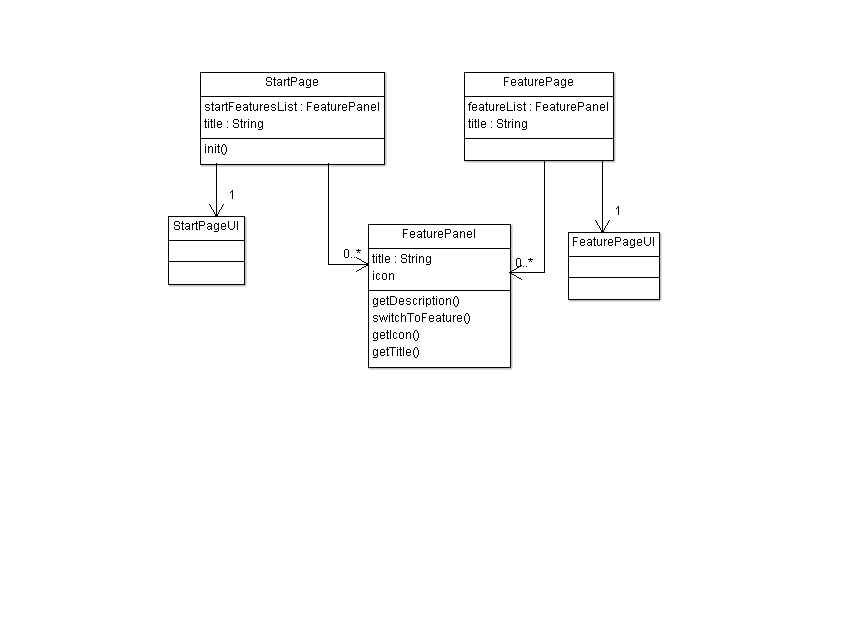 StartPage
startFeaturesList : FeaturePanel
title : String
init()
FeaturePage
featureList : FeaturePanel
title : String
1
1
StartPageUI
FeaturePageUI
0..*
0..*
FeaturePanel
title : String
icon
getDescription()
switchToFeature()
getIcon()
getTitle()